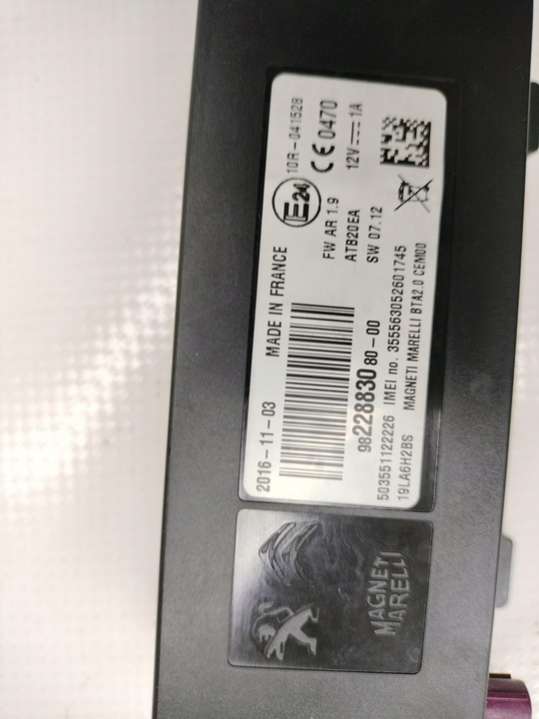 2016-11-03 MADE IN FRANCE
E24 10R-041628
FW AR 1.9 CE 0470
ATB20EA 12V 1A
SW 07.12
9822883080-00
503551122226 IMEI no. 355563052601745
19LA6H2BS MAGNETI MARELLI BTA2.0 CEM00
MAGNETI
MARELLI